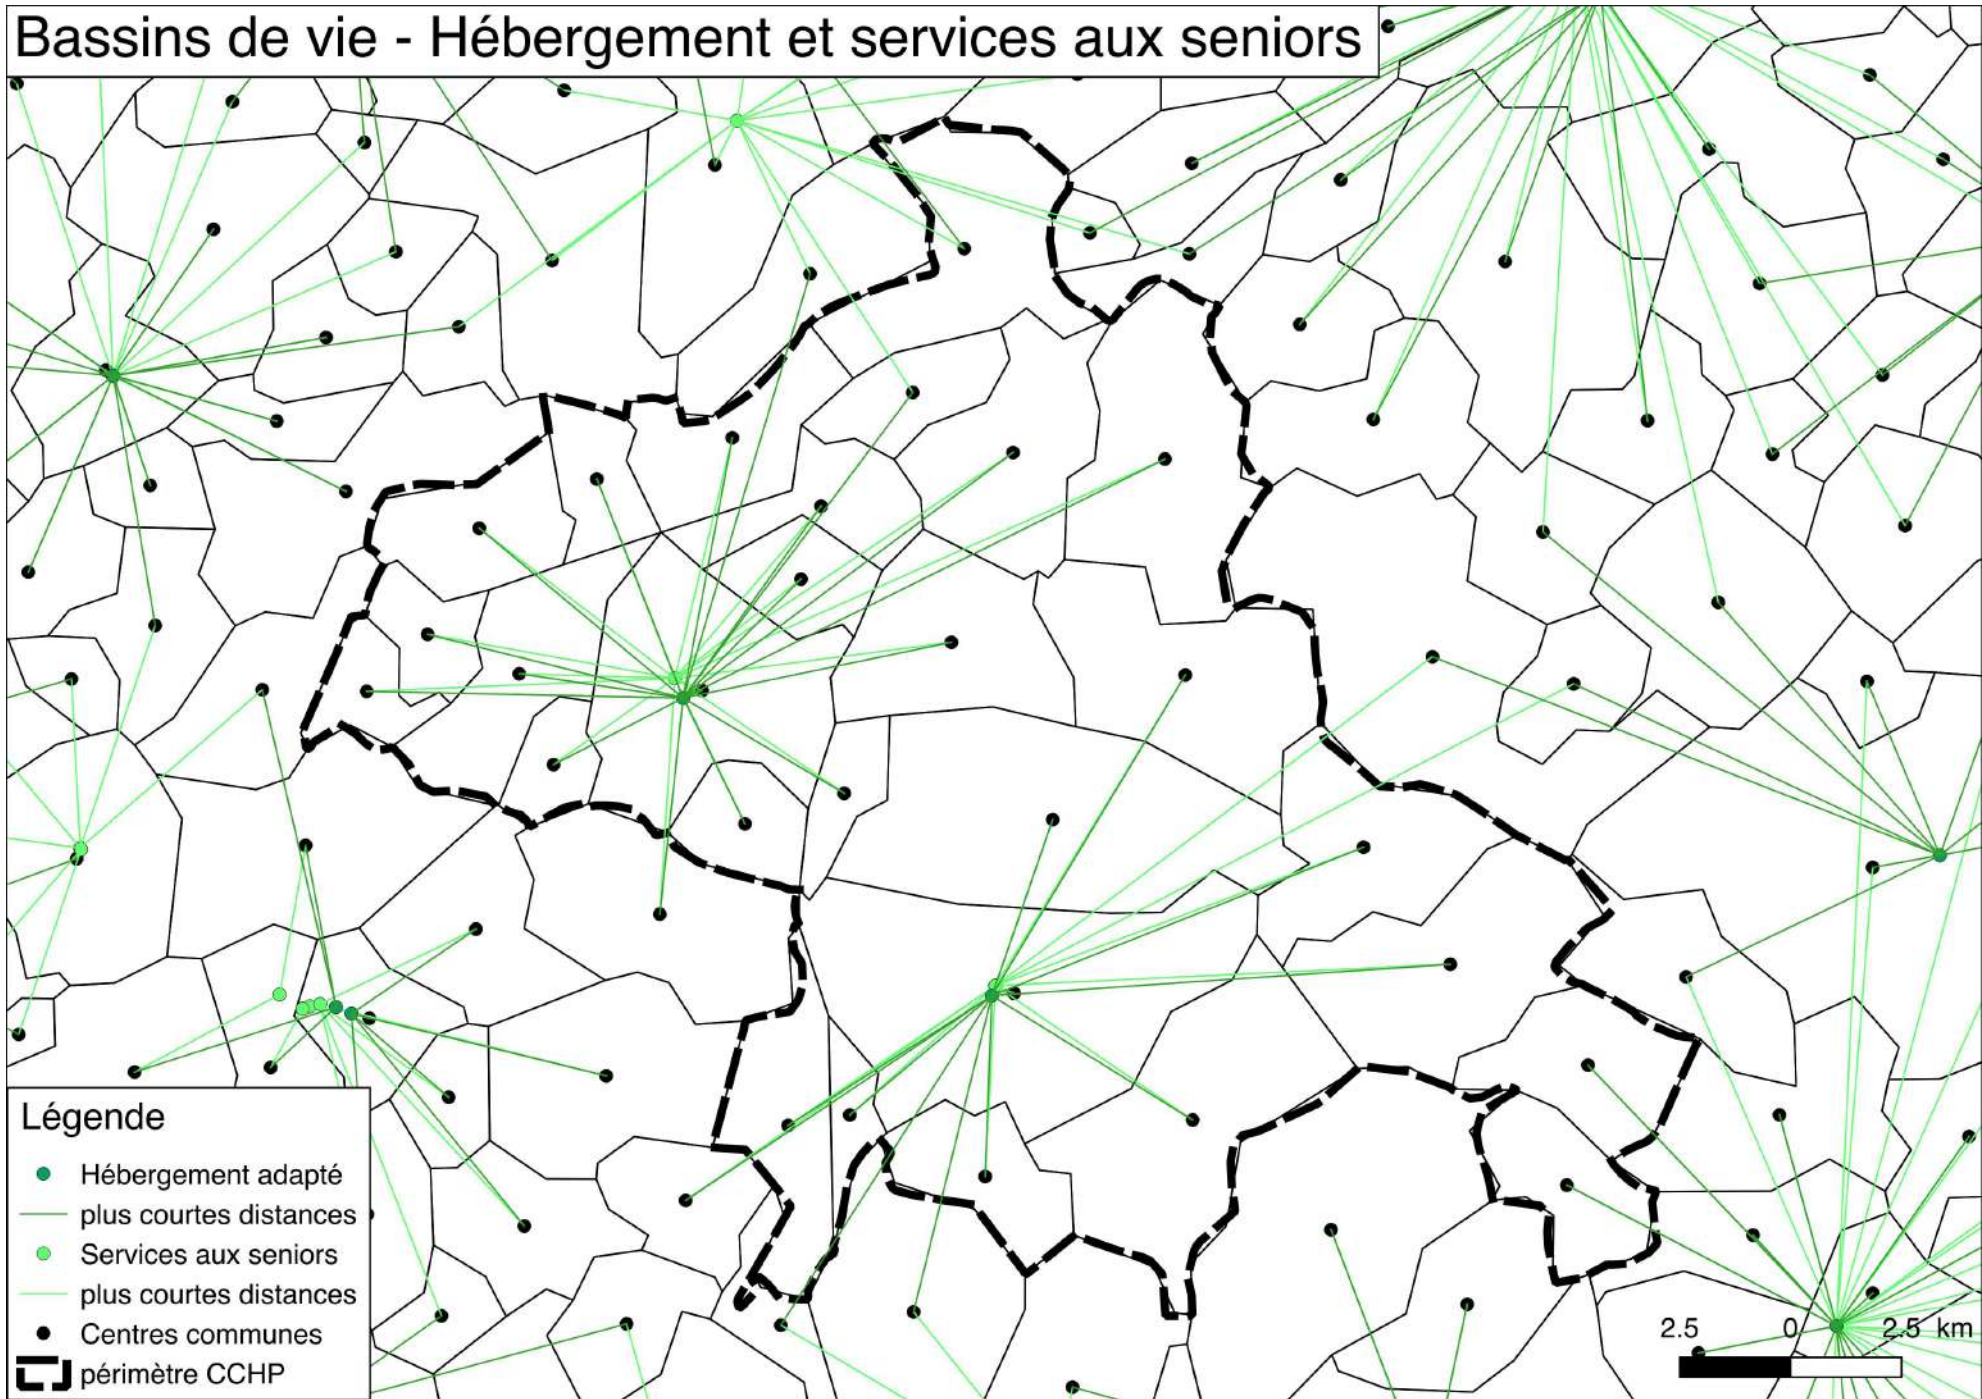 Bassins de vie - Hébergement et services aux seniors
Légende
Hébergement adapté
plus courtes distances
Services aux seniors
plus courtes distances
Centres communes
périmètre CCHP
2.5 0 2.5 km